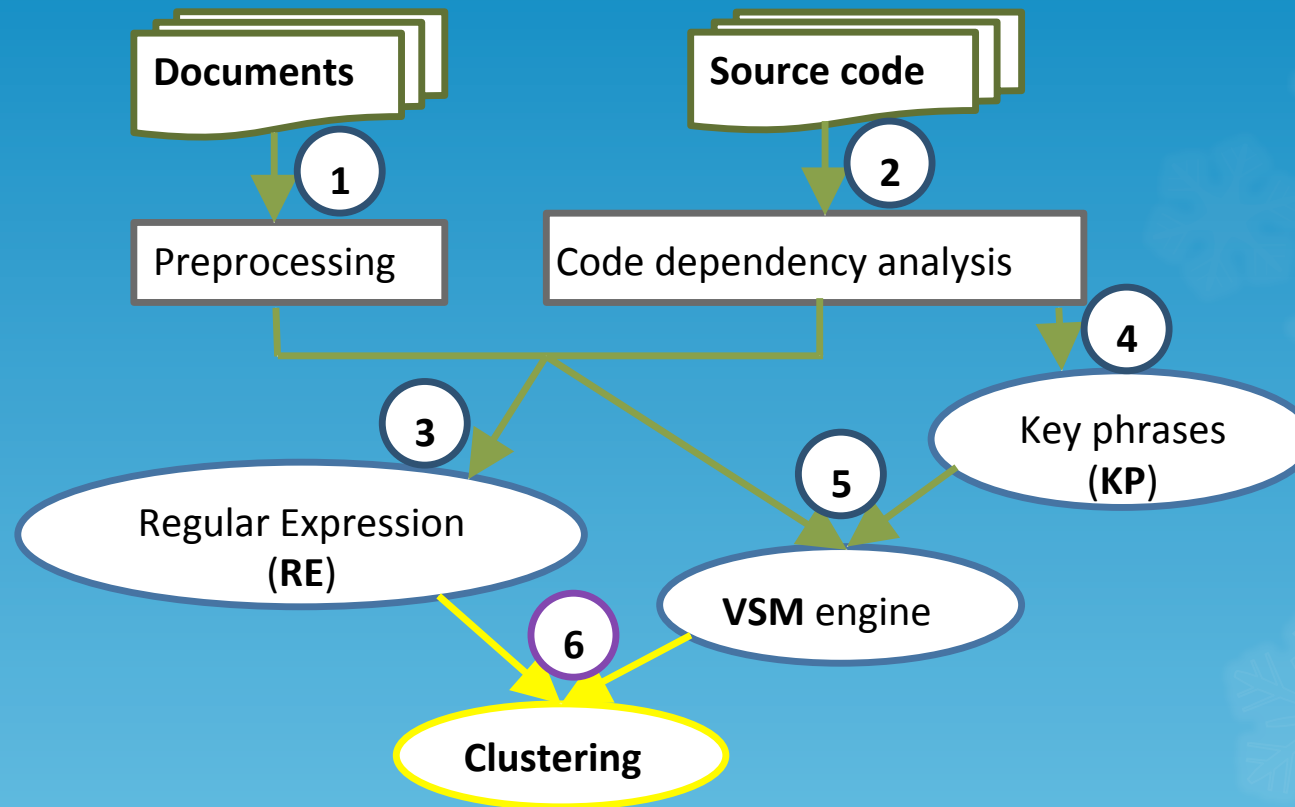 Documents
Source code
1
2
Preprocessing
Code dependency analysis
4
3
Key phrases
(KP)
5
Regular Expression
(RE)
VSM engine
6
Clustering